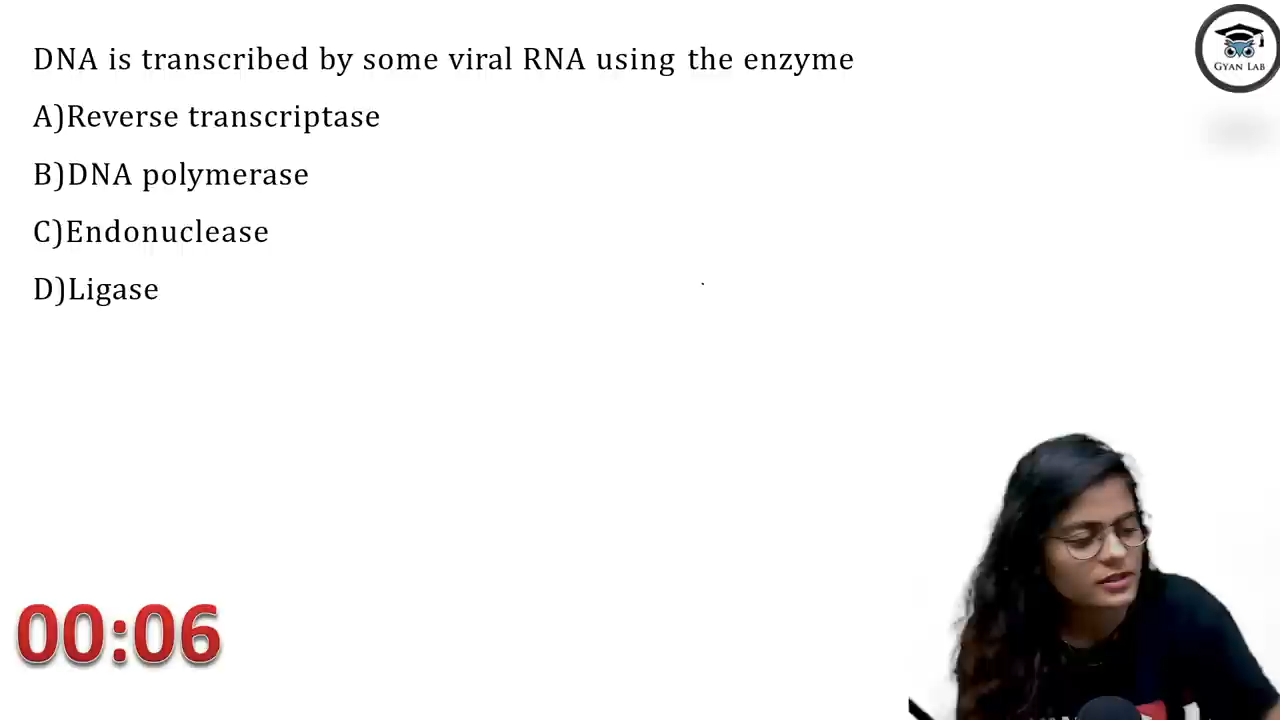 DNA is transcribed by some viral RNA using the enzyme
A)Reverse transcriptase
B)DNA polymerase
C)Endonuclease
D)Ligase
GYAN LAB
00:06